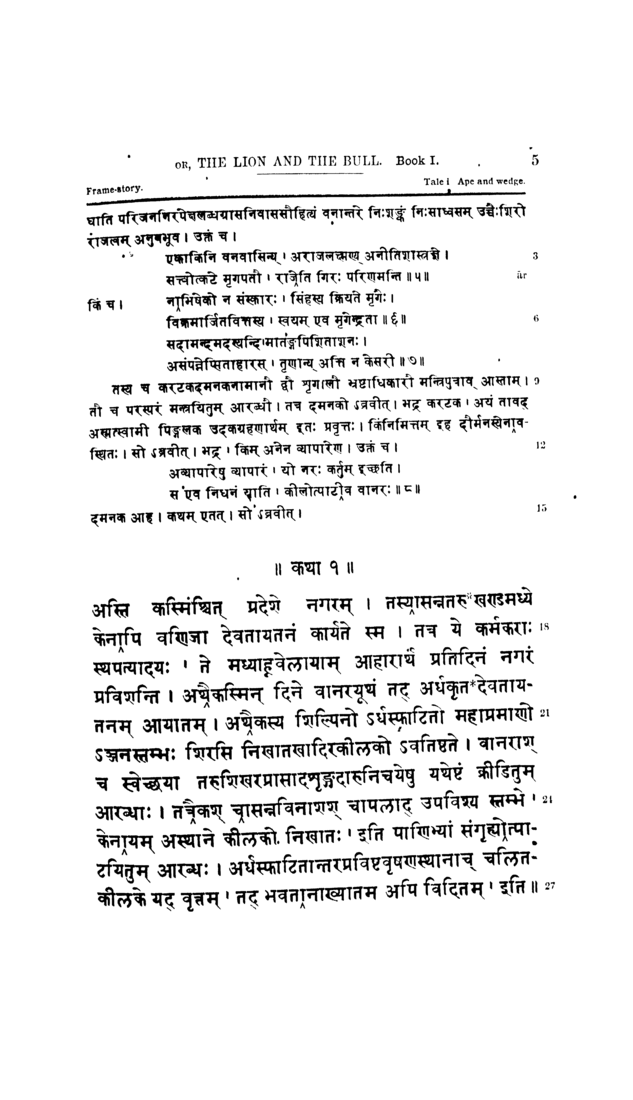 OR, THE LION AND THE BULL. Book I. 5
Frame-story. Tale i Ape and wedge.
घाति परिजननिरपेक्षलब्धयासनिवाससौहित्यं वनान्तरे निःशङ्कं निःसाध्वसम् उच्चैःशिरो
राजलम् अनुबभूव । उक्तं च ।
एकाकिनि वनवासिन्य् । अराजलक्ष्मण्य् अनीतिशास्त्रज्ञे । 3
सत्त्वोत्कटे मृगपतौ । राजेति गिरः परिणमन्ति ॥५॥ ār
किं च । नाभिषेको न संस्कारः । सिंहस्य क्रियते मृगैः ।
विक्रमार्जितवित्तस्य । स्वयम् एव मृगेन्द्रता ॥६॥ 6
सदामन्दमदस्यन्दि । मातङ्गपिशिताशनः ।
असंपन्नेप्सिताहारस् । तृणान्य् अत्ति न केसरी ॥७॥
तस्य च करटकदमनकनामानौ द्वौ शृगालौ भ्रष्टाधिकारौ मन्त्रिपुत्राव् आस्ताम् । 9
तौ च परस्परं मन्त्रयितुम् आरब्धौ । तत्र दमनको ऽब्रवीत् । भद्र करटक । अयं तावद्
अस्मत्स्वामी पिङ्गलक उदकग्रहणार्थम् इतः प्रवृत्तः । किंनिमित्तम् इह दौर्मनस्येनाव-
स्थितः । सो ऽब्रवीत् । भद्र । किम् अनेन व्यापारेण । उक्तं च । 12
अव्यापारेषु व्यापारं । यो नरः कर्तुम् इच्छति ।
स एव निधनं याति । कीलोत्पाटीव वानरः ॥८॥
दमनक आह । कथम् एतत् । सो ऽब्रवीत् । 15
॥ कथा १ ॥
अस्ति कस्मिंश्चित् प्रदेशे नगरम् । तस्यासन्नतरुखण्डमध्ये
केनापि वणिजा देवतायतनं कार्यते स्म । तत्र ये कर्मकराः 18
स्थपत्यादयः । ते मध्याह्नवेलायाम् आहारार्थं प्रतिदिनं नगरं
प्रविशन्ति । अथैकस्मिन् दिने वानरयूथं तद् अर्धकृतदेवताय-
तनम् आयातम् । अथैकस्य शिल्पिनो ऽर्धस्फाटितो महाप्रमाणो 21
ऽञ्जनस्तम्भः शिरसि निखातखादिरकीलको ऽवतिष्ठते । वानराश्
च स्वेच्छया तरुशिखरप्रासादशृङ्गदारुनिचयेषु यथेष्टं क्रीडितुम्
आरब्धाः । तत्रैकश् चासन्नविनाशश् चापलाद् उपविश्य स्तम्भे । 24
केनायम् अस्थाने कीलको निखातः । इति पाणिभ्यां संगृह्योत्पा-
टयितुम् आरब्धः । अर्धस्फाटितान्तरप्रविष्टवृषणस्थानाच् चलित-
कीलके यद् वृत्तम् । तद् भवतानाख्यातम् अपि विदितम् । इति ॥ 27